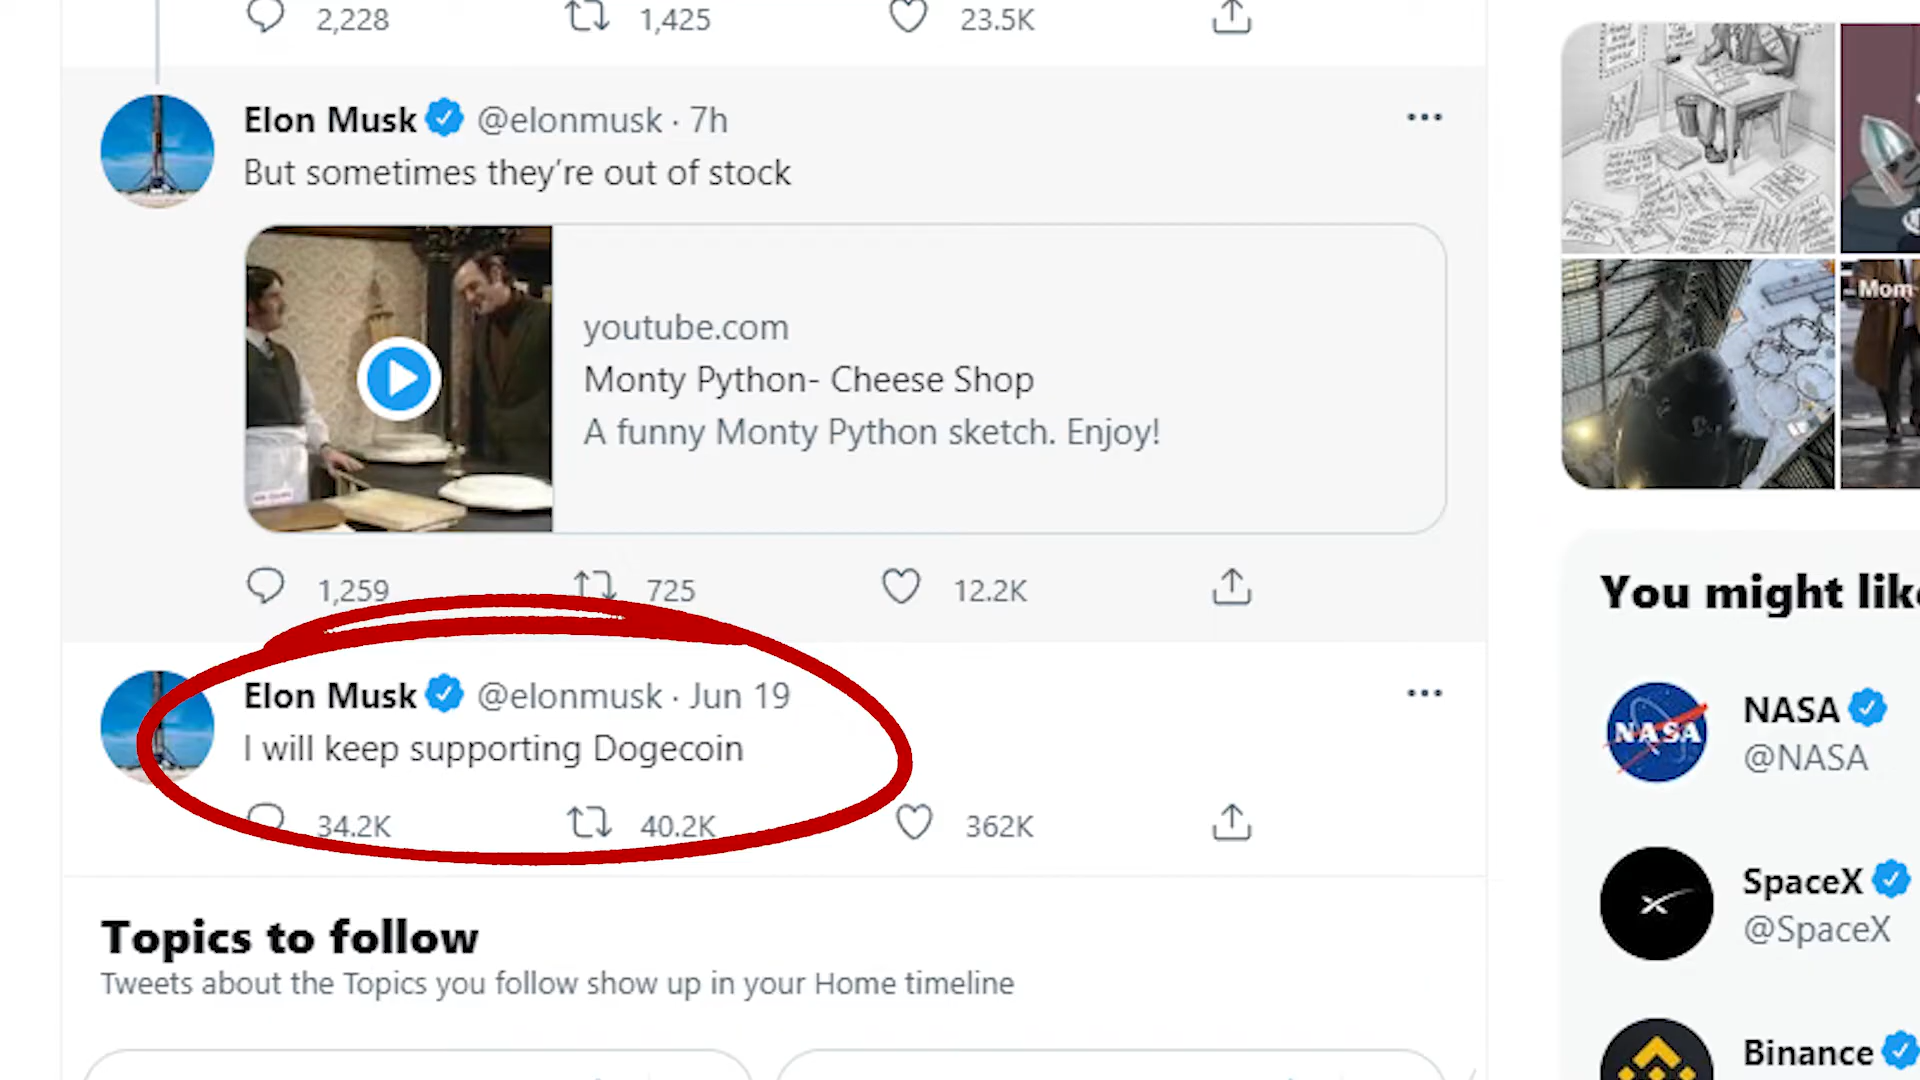 2,228 1,425 23.5K
Elon Musk @elonmusk · 7h
But sometimes they're out of stock
youtube.com
Monty Python- Cheese Shop
A funny Monty Python sketch. Enjoy!
1,259 725 12.2K
Elon Musk @elonmusk · Jun 19
I will keep supporting Dogecoin
34.2K 40.2K 362K
Topics to follow
Tweets about the Topics you follow show up in your Home timeline
Mom
You might like
NASA
NASA
@NASA
SpaceX
@SpaceX
Binance